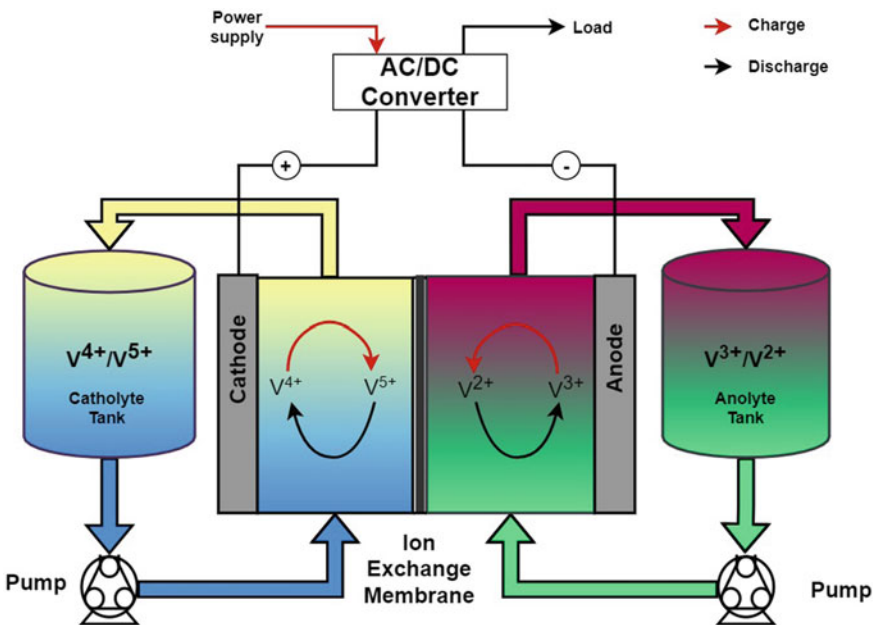 Power
supply
Load
Charge
Discharge
AC/DC
Converter
+
-
V⁴⁺/V⁵⁺
Catholyte
Tank
Cathode
V⁴⁺
V⁵⁺
V²⁺
V³⁺
Anode
V³⁺/V²⁺
Anolyte
Tank
Pump
Ion
Exchange
Membrane
Pump